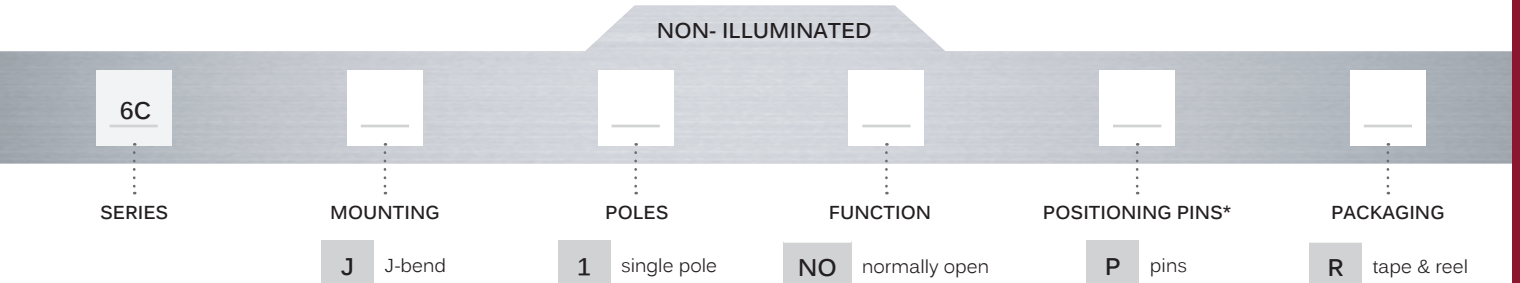 NON- ILLUMINATED
6C
SERIES MOUNTING POLES FUNCTION POSITIONING PINS* PACKAGING
J J-bend 1 single pole NO normally open P pins R tape & reel